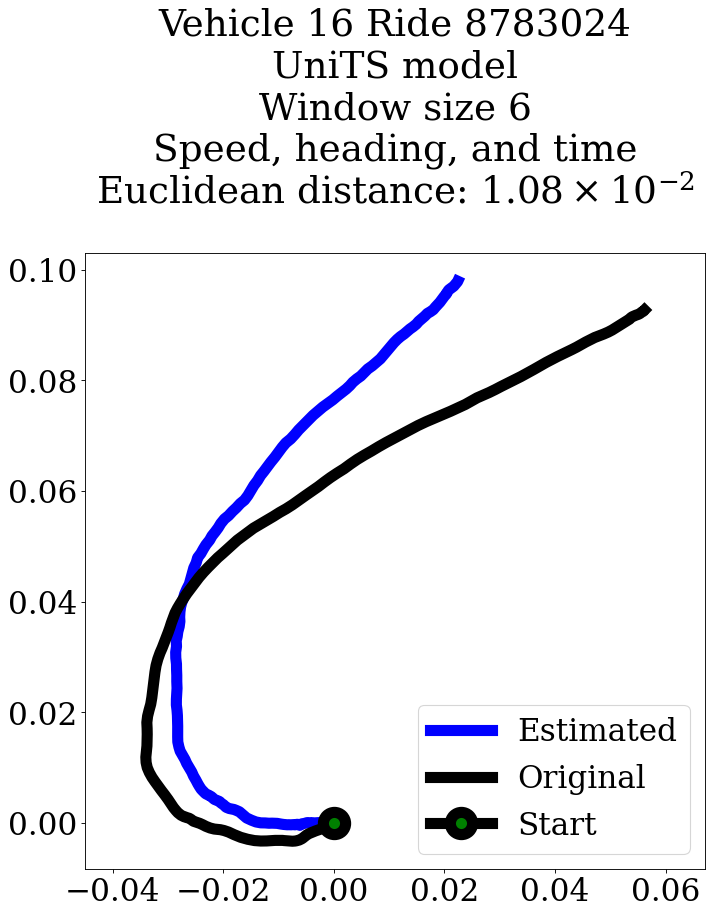 Vehicle 16 Ride 8783024
UniTS model
Window size 6
Speed, heading, and time
Euclidean distance: 1.08 × 10⁻²
0.10
0.08
0.06
0.04
0.02
0.00
Estimated
Original
Start
−0.04 −0.02 0.00 0.02 0.04 0.06